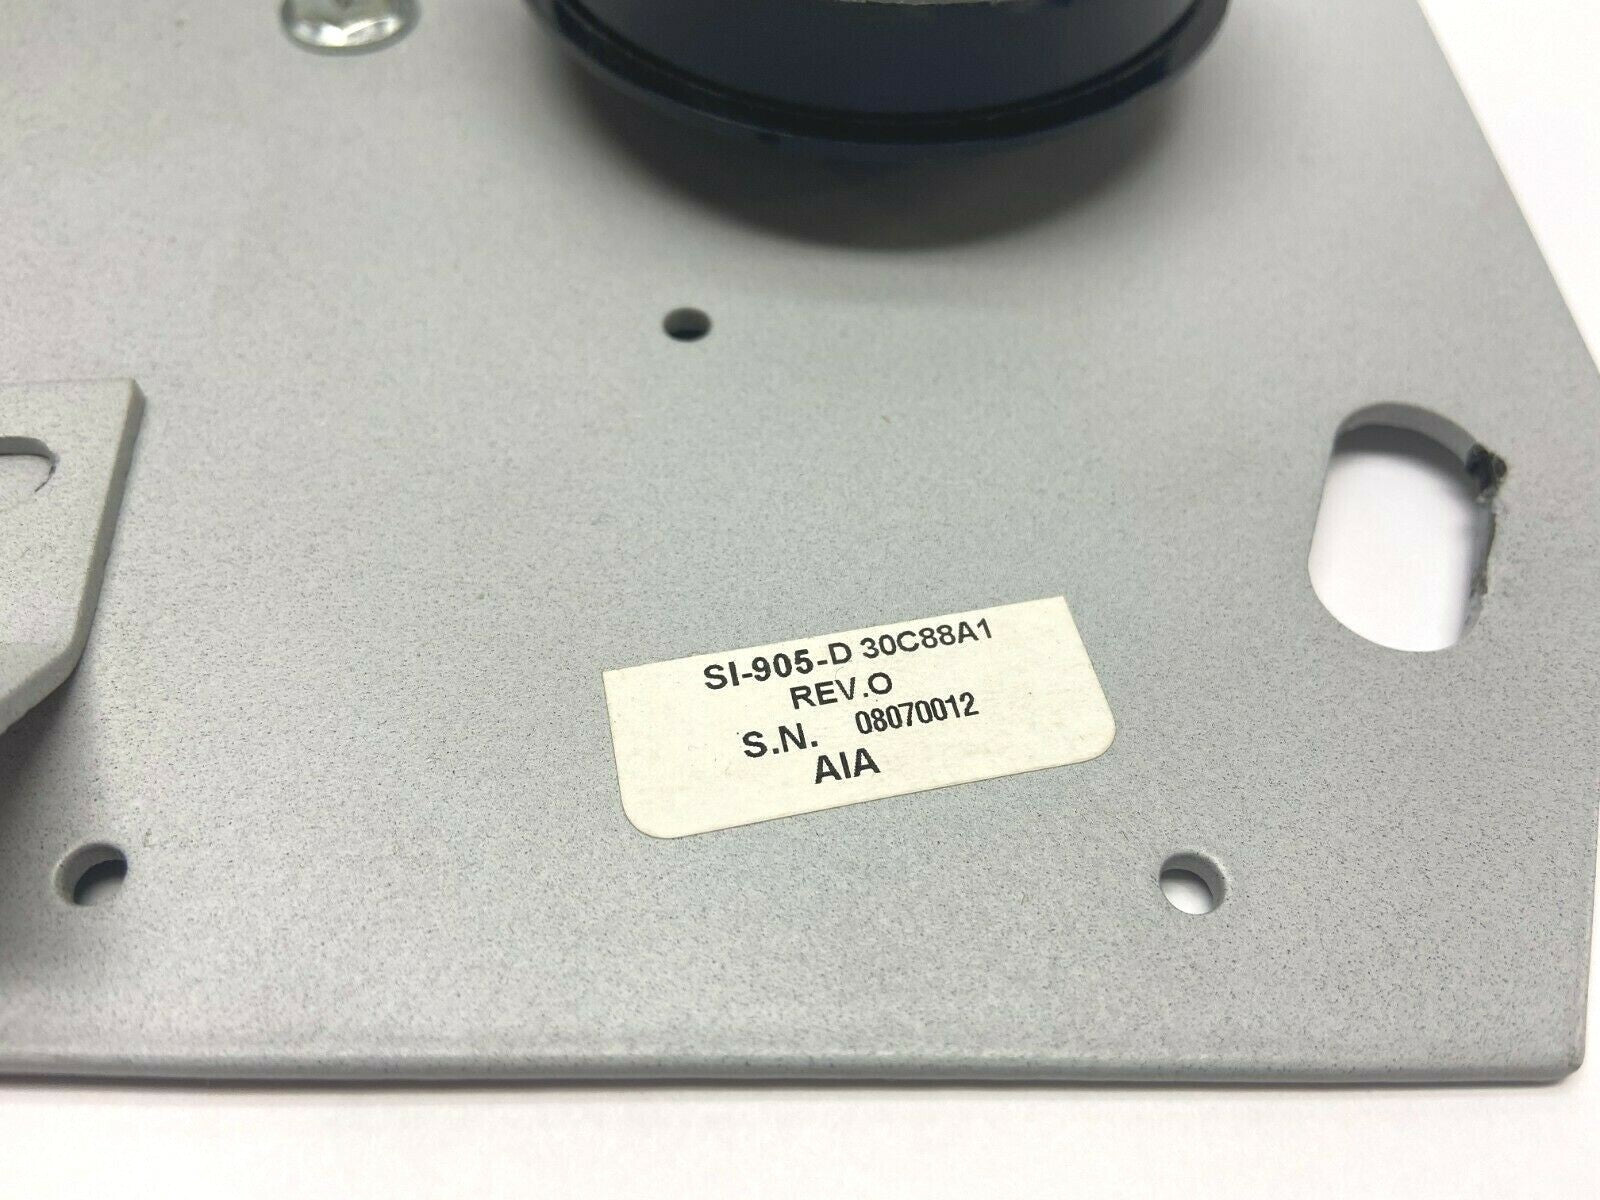 SI-905-D 30C88A1
REV.O
S.N. 08070012
AIA